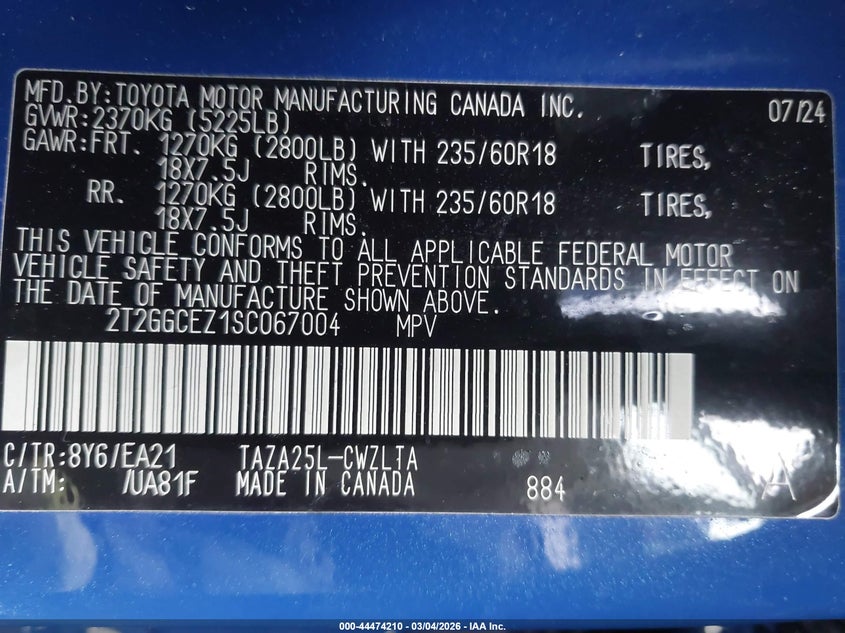 MFD.BY:TOYOTA MOTOR MANUFACTURING CANADA INC. 07/24
GVWR:2370KG (5225LB)
GAWR:FRT. 1270KG (2800LB) WITH 235/60R18 TIRES,
18X7.5J RIMS.
RR. 1270KG (2800LB) WITH 235/60R18 TIRES,
18X7.5J RIMS.
THIS VEHICLE CONFORMS TO ALL APPLICABLE FEDERAL MOTOR
VEHICLE SAFETY AND THEFT PREVENTION STANDARDS IN EFFECT ON
THE DATE OF MANUFACTURE SHOWN ABOVE.
2T2GGCEZ1SC067004 MPV
C/TR:8Y6/EA21 TAZA25L-CWZLTA
A/TM: /UA81F MADE IN CANADA 884 A
000-44474210 - 03/04/2026 - IAA Inc.